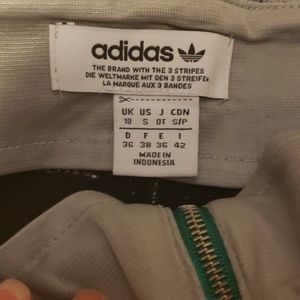 adidas
THE BRAND WITH THE 3 STRIPES
DIE WELTMARKE MIT DEN 3 STREIFEN
LA MARQUE AUX 3 BANDES
UK US J CDN
10 S OT S/P
D F E I
36 38 36 42
MADE IN
INDONESIA